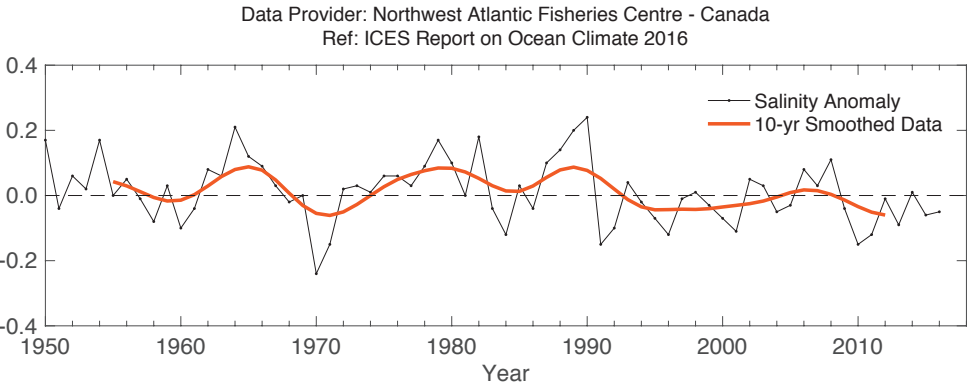 Data Provider: Northwest Atlantic Fisheries Centre - Canada
Ref: ICES Report on Ocean Climate 2016
0.4
0.2
0.0
-0.2
-0.4
Salinity Anomaly
10-yr Smoothed Data
1950 1960 1970 1980 1990 2000 2010
Year